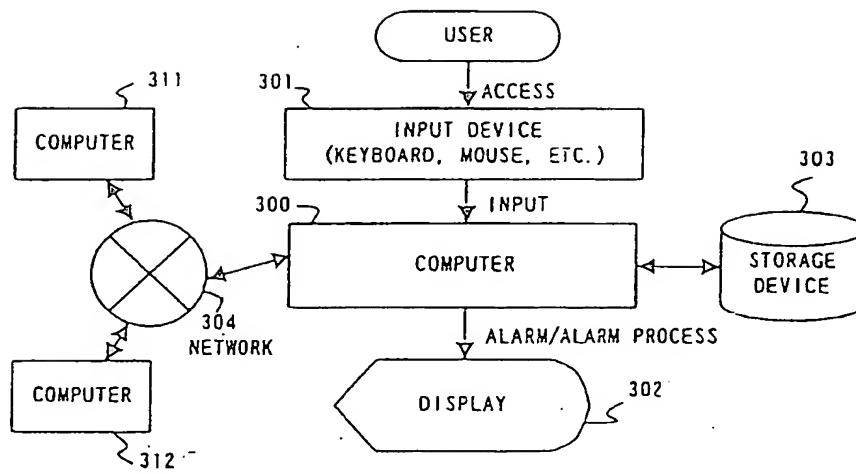 USER
311
301
ACCESS
COMPUTER
INPUT DEVICE
(KEYBOARD, MOUSE, ETC.)
303
300
INPUT
COMPUTER
STORAGE
DEVICE
304
NETWORK
ALARM/ALARM PROCESS
COMPUTER
DISPLAY
302
312